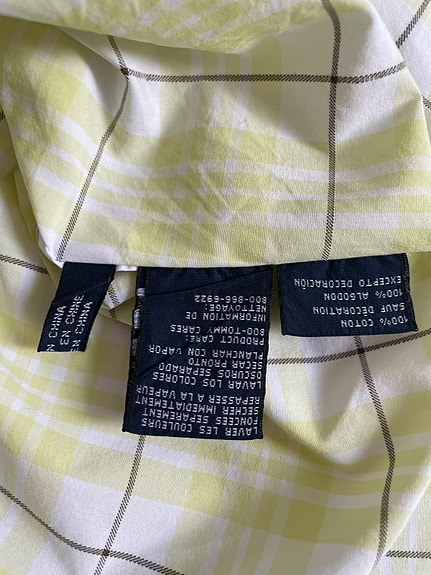 N CHINA
EN CHINE
EN CHINA
LAVER LES COULEURS
FONCEES SEPAREMENT
SECHER IMMEDIATEMENT
REPASSER A LA VAPEUR
LAVAR LOS COLORES
OSCUROS SEPARADO
SECAR PRONTO
PLANCHAR CON VAPOR
PRODUCT CARE:
800-TOMMY CARES
INFORMATION DE
NETTOYAGE:
800-866-6922
100% COTON
SAUF DECORATION
100% ALGODON
EXCEPTO DECORACIÓN